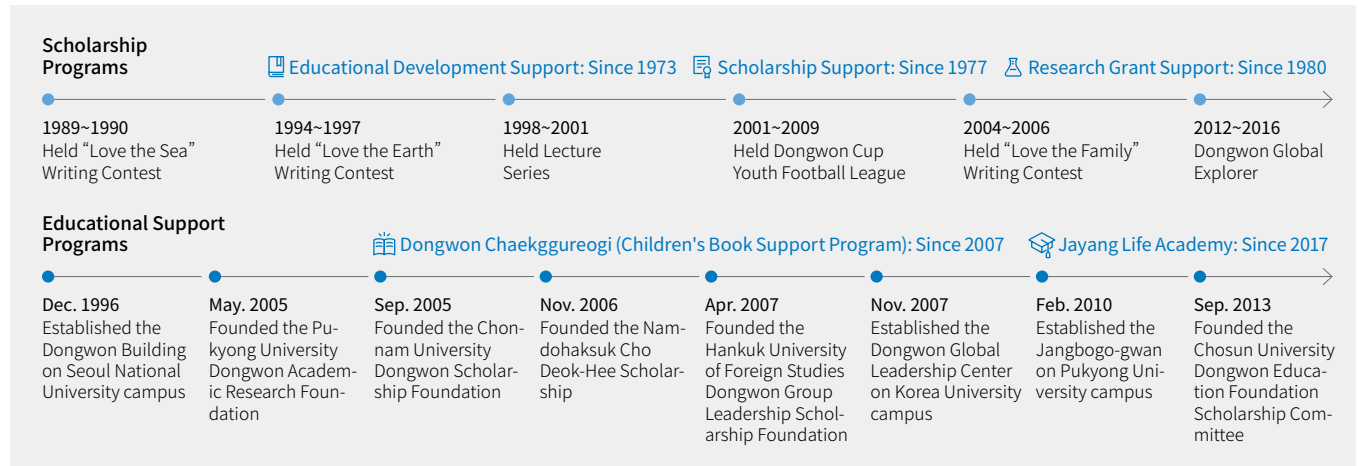 Scholarship
Programs
Educational Development Support: Since 1973
Scholarship Support: Since 1977
Research Grant Support: Since 1980
1989~1990
Held “Love the Sea”
Writing Contest
1994~1997
Held “Love the Earth”
Writing Contest
1998~2001
Held Lecture
Series
2001~2009
Held Dongwon Cup
Youth Football League
2004~2006
Held “Love the Family”
Writing Contest
2012~2016
Dongwon Global
Explorer
Educational Support
Programs
Dongwon Chaekggureogi (Children's Book Support Program): Since 2007
Jayang Life Academy: Since 2017
Dec. 1996
Established the
Dongwon Building
on Seoul National
University campus
May. 2005
Founded the Pu-
kyong University
Dongwon Academ-
ic Research Foun-
dation
Sep. 2005
Founded the Chon-
nam University
Dongwon Scholar-
ship Foundation
Nov. 2006
Founded the Nam-
dohaksuk Cho
Deok-Hee Scholar-
ship
Apr. 2007
Founded the
Hankuk University
of Foreign Studies
Dongwon Group
Leadership Schol-
arship Foundation
Nov. 2007
Established the
Dongwon Global
Leadership Center
on Korea University
campus
Feb. 2010
Established the
Jangbogo-gwan
on Pukyong Uni-
versity campus
Sep. 2013
Founded the
Chosun University
Dongwon Educa-
tion Foundation
Scholarship Com-
mittee